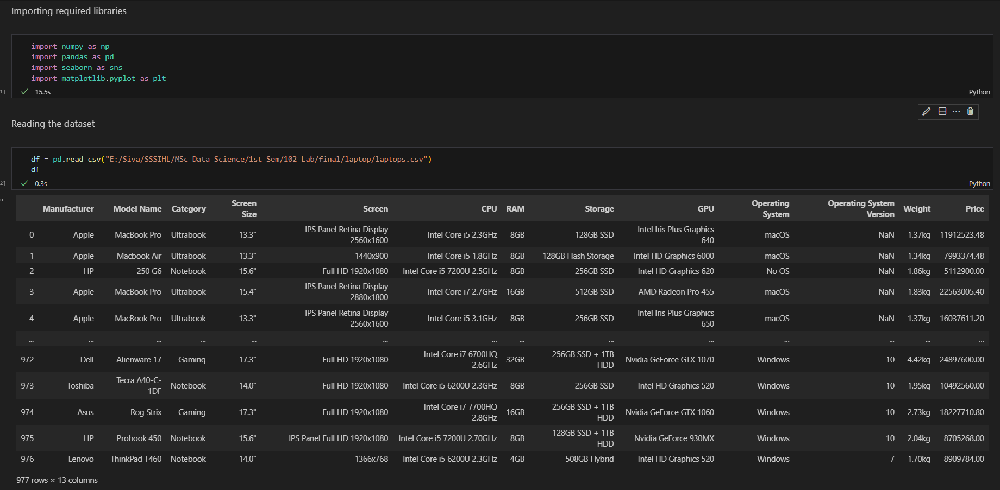 Importing required libraries
import numpy as np
import pandas as pd
import seaborn as sns
import matplotlib.pyplot as plt
1]
15.5s
Python
Reading the dataset
df = pd.read_csv("E:/Siva/SSSIHL/MSc Data Science/1st Sem/102 Lab/final/laptop/laptops.csv")
df
2]
0.3s
Python
Manufacturer Model Name Category Screen Size Screen CPU RAM Storage GPU Operating System Operating System Version Weight Price
0 Apple MacBook Pro Ultrabook 13.3" IPS Panel Retina Display 2560x1600 Intel Core i5 2.3GHz 8GB 128GB SSD Intel Iris Plus Graphics 640 macOS NaN 1.37kg 11912523.48
1 Apple Macbook Air Ultrabook 13.3" 1440x900 Intel Core i5 1.8GHz 8GB 128GB Flash Storage Intel HD Graphics 6000 macOS NaN 1.34kg 7993374.48
2 HP 250 G6 Notebook 15.6" Full HD 1920x1080 Intel Core i5 7200U 2.5GHz 8GB 256GB SSD Intel HD Graphics 620 No OS NaN 1.86kg 5112900.00
3 Apple MacBook Pro Ultrabook 15.4" IPS Panel Retina Display 2880x1800 Intel Core i7 2.7GHz 16GB 512GB SSD AMD Radeon Pro 455 macOS NaN 1.83kg 22563005.40
4 Apple MacBook Pro Ultrabook 13.3" IPS Panel Retina Display 2560x1600 Intel Core i5 3.1GHz 8GB 256GB SSD Intel Iris Plus Graphics 650 macOS NaN 1.37kg 16037611.20
... ... ... ... ... ... ... ... ... ... ... ... ... ...
972 Dell Alienware 17 Gaming 17.3" Full HD 1920x1080 Intel Core i7 6700HQ 2.6GHz 32GB 256GB SSD + 1TB HDD Nvidia GeForce GTX 1070 Windows 10 4.42kg 24897600.00
973 Toshiba Tecra A40-C-1DF Notebook 14.0" Full HD 1920x1080 Intel Core i5 6200U 2.3GHz 8GB 256GB SSD Intel HD Graphics 520 Windows 10 1.95kg 10492560.00
974 Asus Rog Strix Gaming 17.3" Full HD 1920x1080 Intel Core i7 7700HQ 2.8GHz 16GB 256GB SSD + 1TB HDD Nvidia GeForce GTX 1060 Windows 10 2.73kg 18227710.80
975 HP Probook 450 Notebook 15.6" IPS Panel Full HD 1920x1080 Intel Core i5 7200U 2.70GHz 8GB 128GB SSD + 1TB HDD Nvidia GeForce 930MX Windows 10 2.04kg 8705268.00
976 Lenovo ThinkPad T460 Notebook 14.0" 1366x768 Intel Core i5 6200U 2.3GHz 4GB 508GB Hybrid Intel HD Graphics 520 Windows 7 1.70kg 8909784.00
977 rows × 13 columns